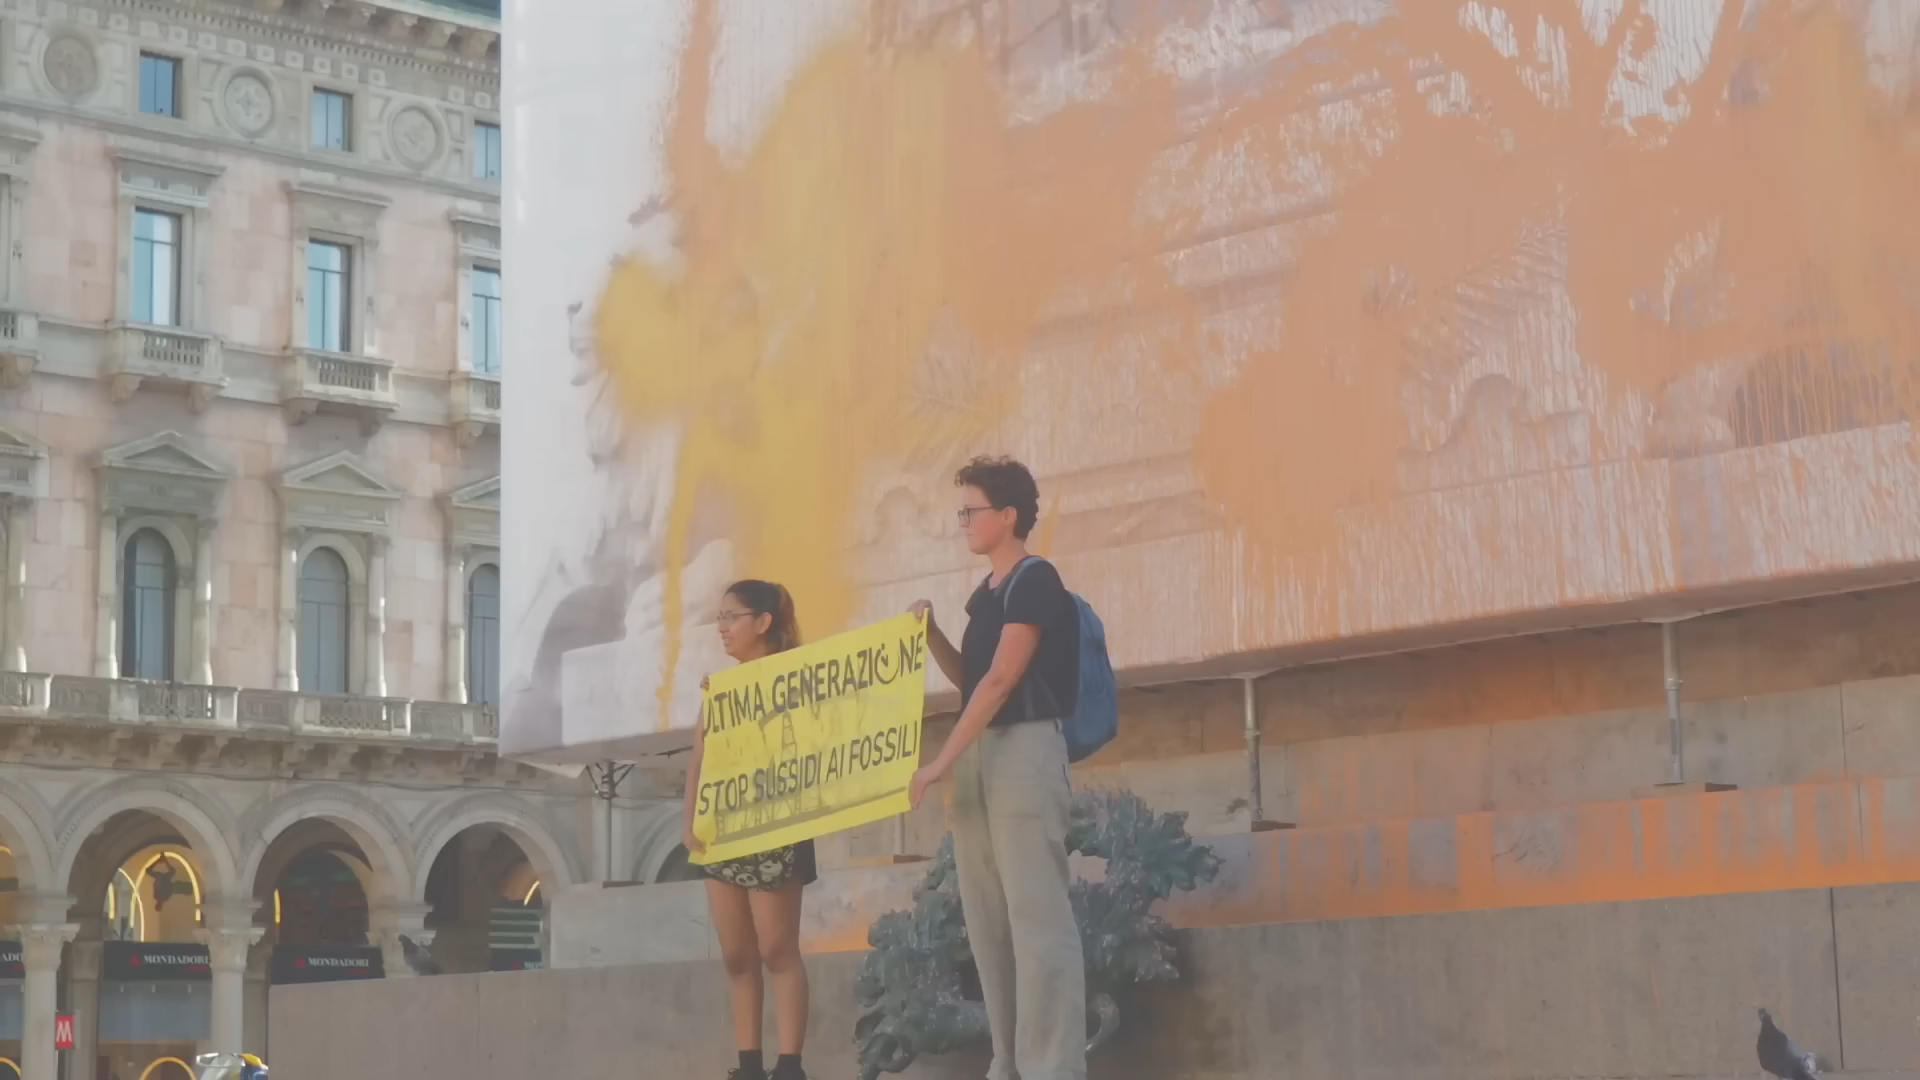 ULTIMA GENERAZIONE
STOP SUSSIDI AI FOSSILI
MONDADORI
MONDADORI
M